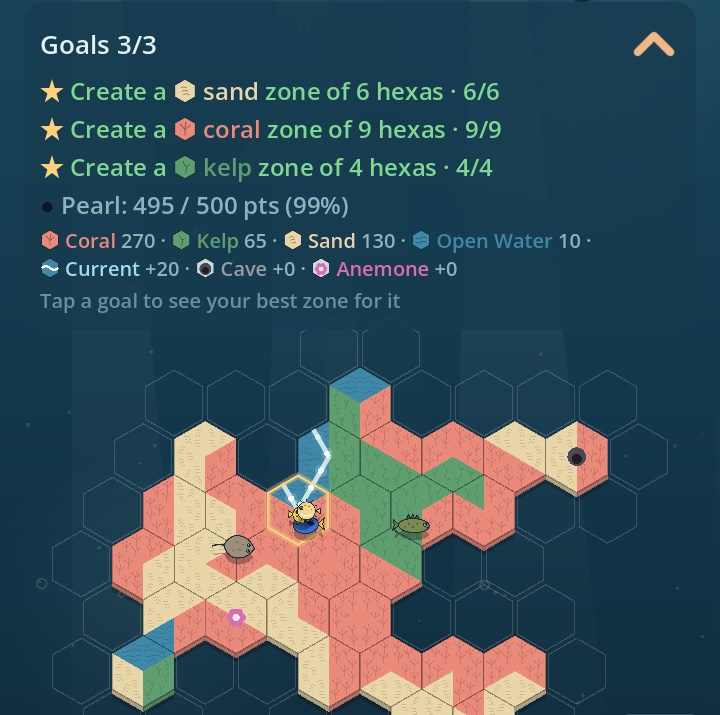 Goals 3/3
Create a sand zone of 6 hexas · 6/6
Create a coral zone of 9 hexas · 9/9
Create a kelp zone of 4 hexas · 4/4
Pearl: 495 / 500 pts (99%)
Coral 270 · Kelp 65 · Sand 130 · Open Water 10 ·
Current +20 · Cave +0 · Anemone +0
Tap a goal to see your best zone for it